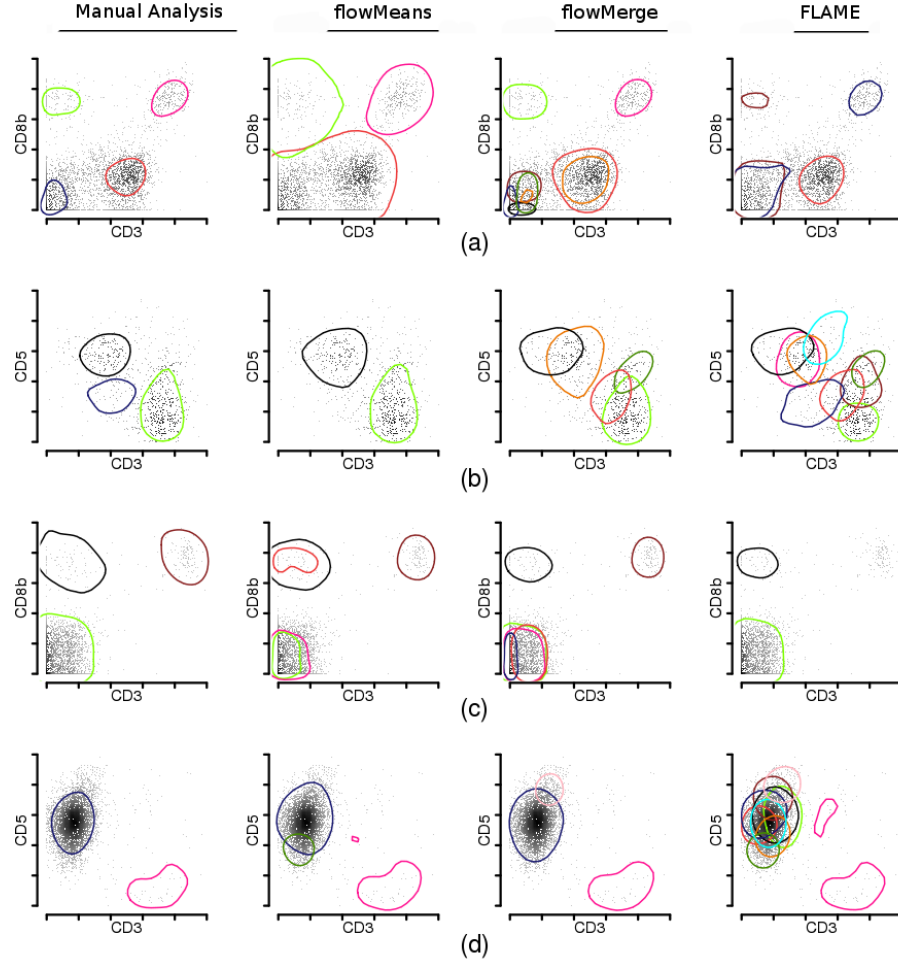 Manual Analysis flowMeans flowMerge FLAME
CD8b CD8b CD8b CD8b
CD3 CD3 CD3 CD3
(a)
CD5 CD5 CD5 CD5
CD3 CD3 CD3 CD3
(b)
CD8b CD8b CD8b CD8b
CD3 CD3 CD3 CD3
(c)
CD5 CD5 CD5 CD5
CD3 CD3 CD3 CD3
(d)